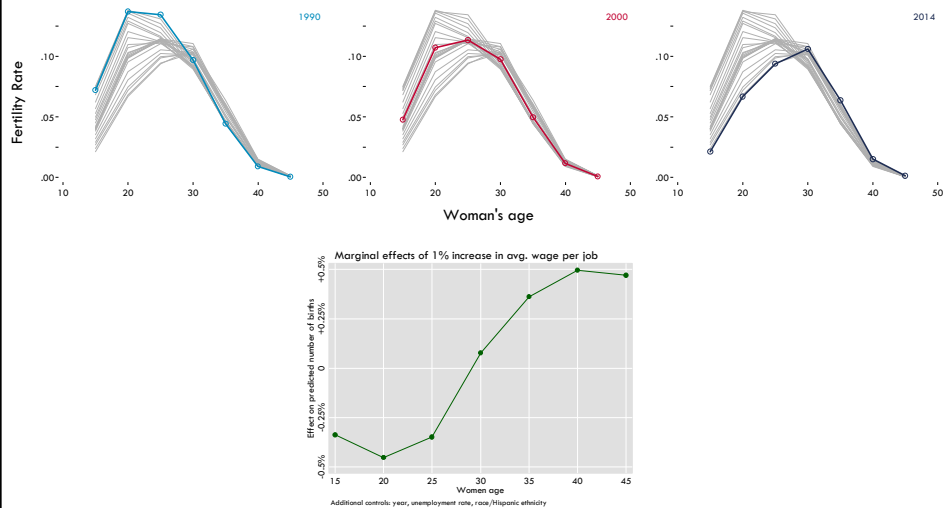 1990
2000
2014
Fertility Rate
.10
.05
.00
10 20 30 40 50
.10
.05
.00
10 20 30 40 50
.10
.05
.00
10 20 30 40 50
Woman's age
Marginal effects of 1% increase in avg. wage per job
Effect on predicted number of births
+0.5%
+0.25%
0
-0.25%
-0.5%
15 20 25 30 35 40 45
Women age
Additional controls: year, unemployment rate, race/Hispanic ethnicity